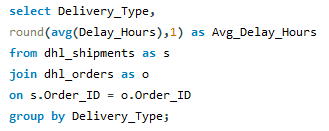 select Delivery_Type,
round(avg(Delay_Hours),1) as Avg_Delay_Hours
from dhl_shipments as s
join dhl_orders as o
on s.Order_ID = o.Order_ID
group by Delivery_Type;